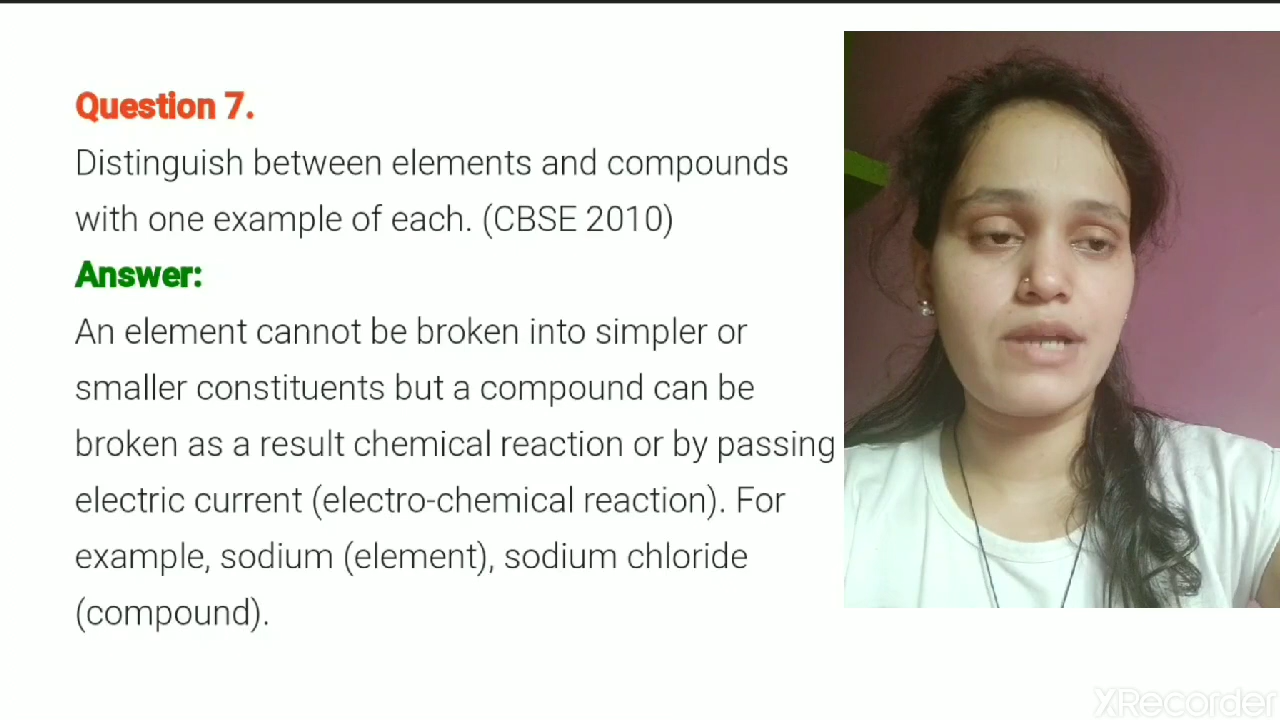 Question 7.
Distinguish between elements and compounds
with one example of each. (CBSE 2010)
Answer:
An element cannot be broken into simpler or
smaller constituents but a compound can be
broken as a result chemical reaction or by passing
electric current (electro-chemical reaction). For
example, sodium (element), sodium chloride
(compound).
XRecorder